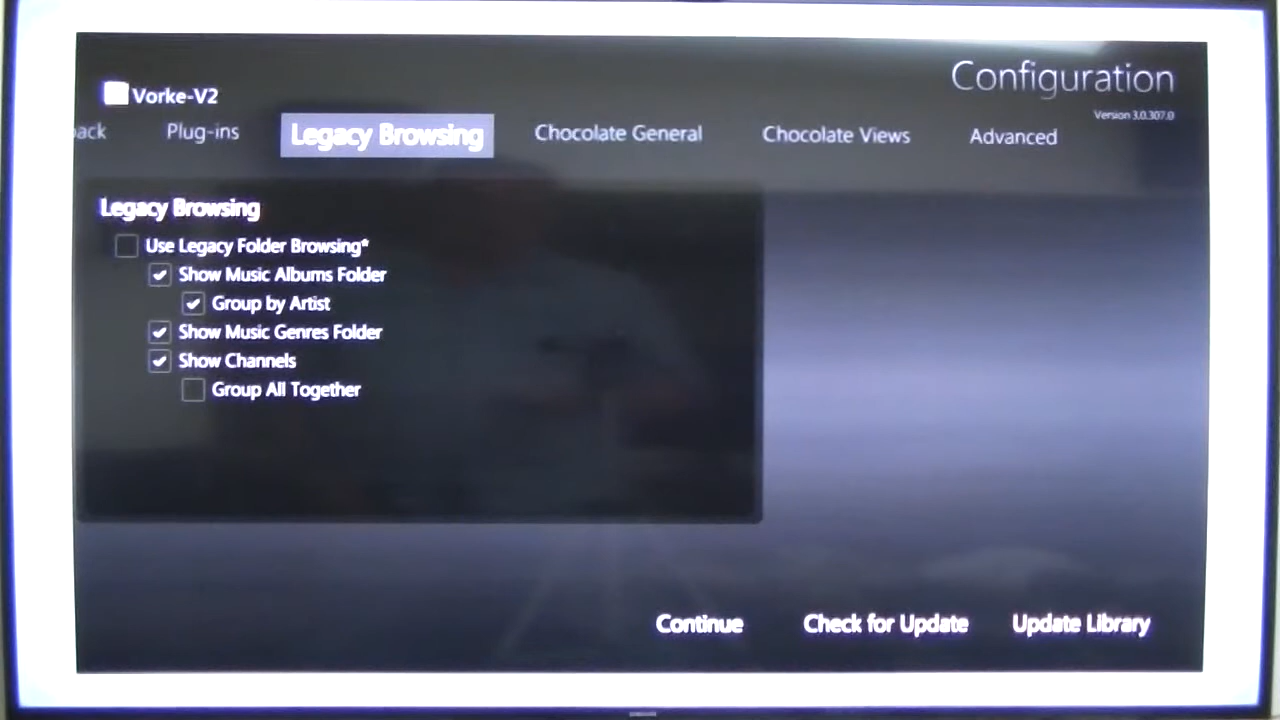 Configuration
Vorke-V2
Version 3.0.307.0
Plug-ins Legacy Browsing Chocolate General Chocolate Views Advanced
Legacy Browsing
Use Legacy Folder Browsing*
Show Music Albums Folder
Group by Artist
Show Music Genres Folder
Show Channels
Group All Together
Continue Check for Update Update Library